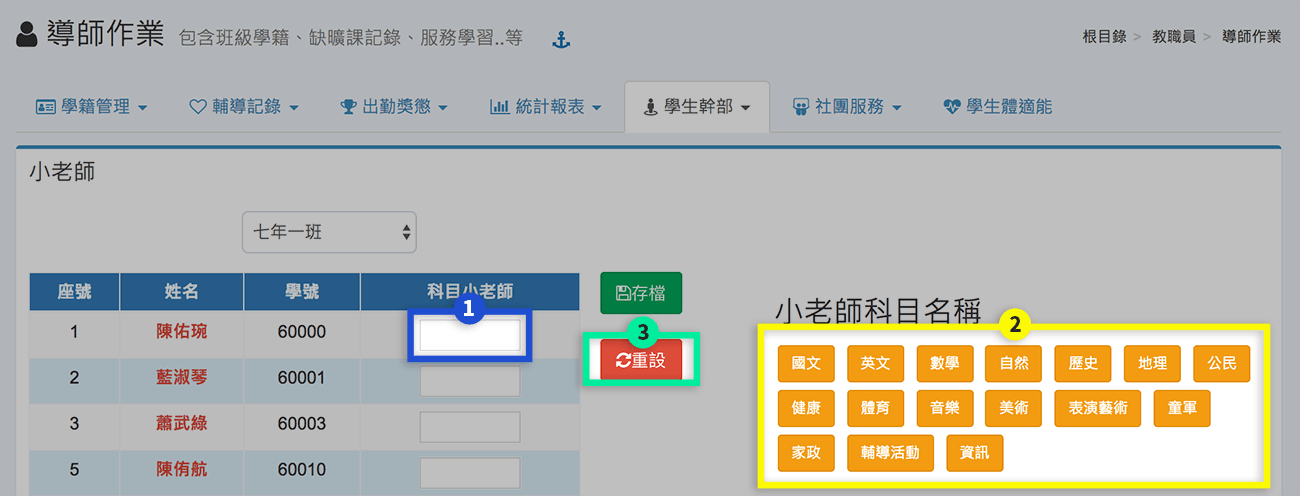 導師作業 包含班級學籍、缺曠課記錄、服務學習..等
根目錄 > 教職員 > 導師作業
學籍管理 輔導記錄 出勤獎懲 統計報表 學生幹部 社團服務 學生體適能
小老師
七年一班
座號 姓名 學號 科目小老師
1 陳佑琬 60000
2 藍淑琴 60001
3 蕭武綠 60003
5 陳侑航 60010
1
存檔
3
重設
小老師科目名稱
2
國文 英文 數學 自然 歷史 地理 公民
健康 體育 音樂 美術 表演藝術 童軍
家政 輔導活動 資訊